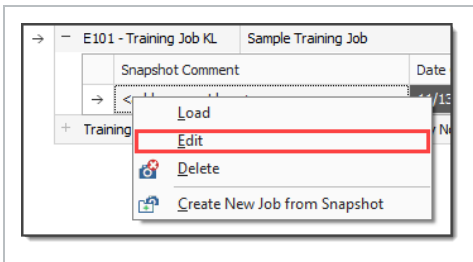 E101 - Training Job KL Sample Training Job
Snapshot Comment Date
Load
Edit
Training
Delete
Create New Job from Snapshot